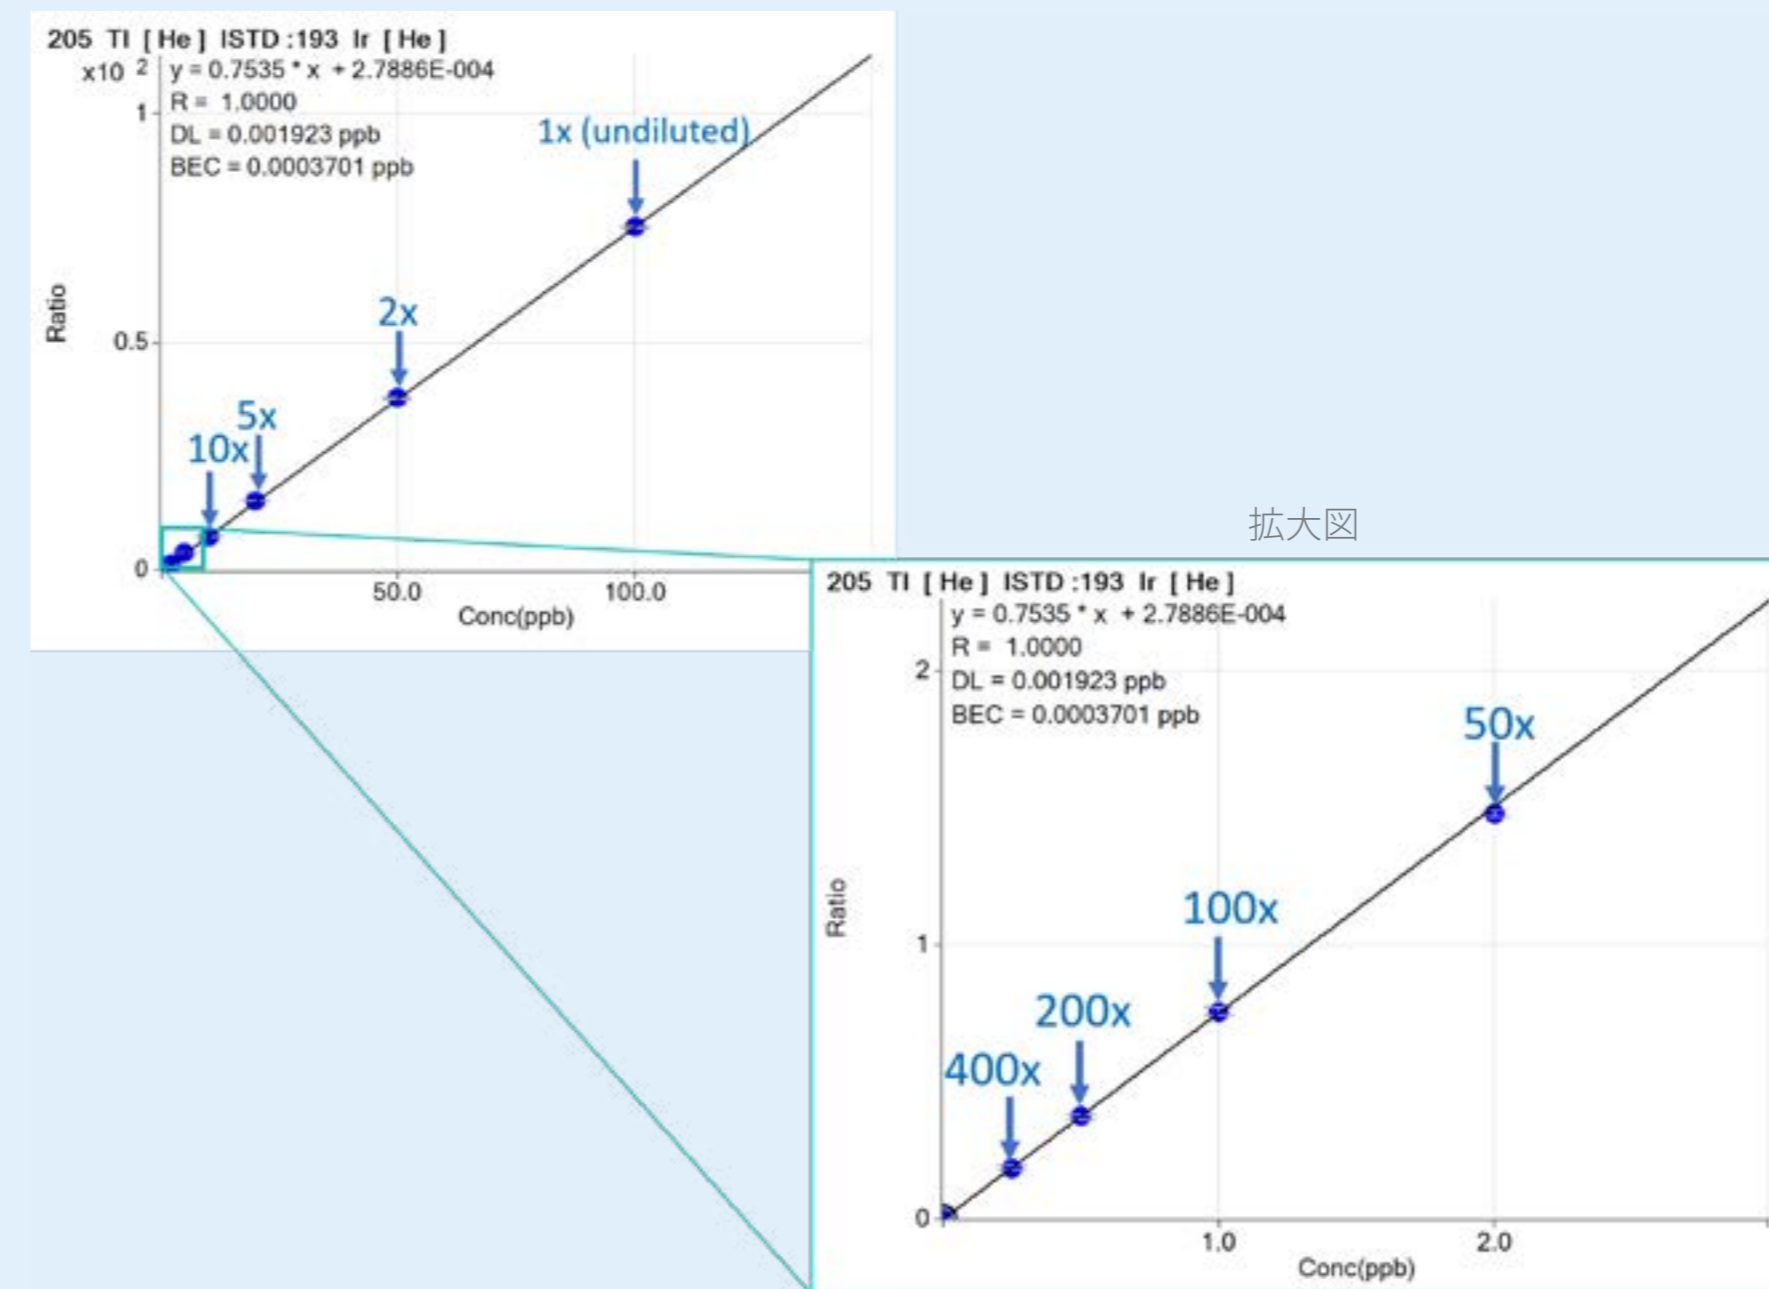 205 Tl [ He ] ISTD :193 Ir [ He ]
x10 2
y = 0.7535 * x + 2.7886E-004
R = 1.0000
DL = 0.001923 ppb
BEC = 0.0003701 ppb
1
0.5
0
Ratio
1x (undiluted)
2x
5x
10x
50.0
100.0
Conc(ppb)
拡大図
205 Tl [ He ] ISTD :193 Ir [ He ]
y = 0.7535 * x + 2.7886E-004
R = 1.0000
DL = 0.001923 ppb
BEC = 0.0003701 ppb
2
1
0
Ratio
50x
100x
200x
400x
1.0
2.0
Conc(ppb)